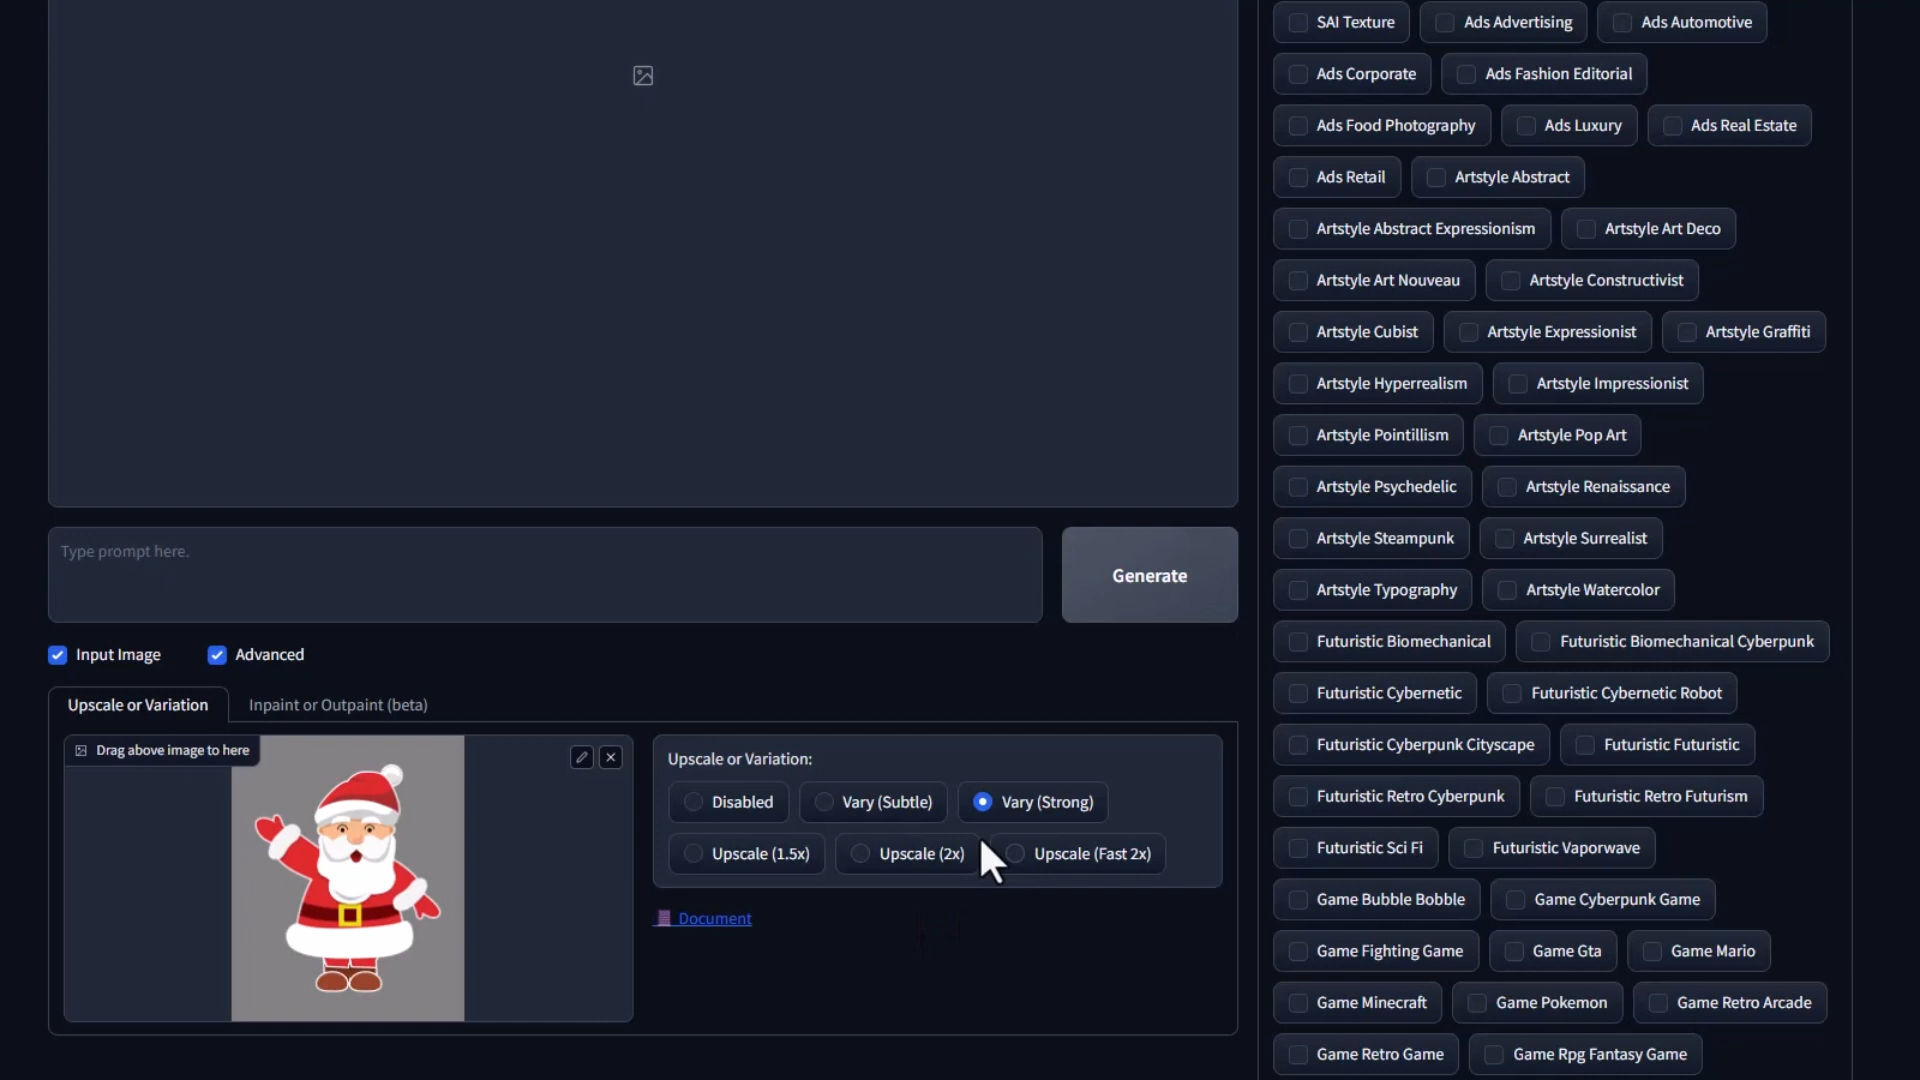 SAI Texture Ads Advertising Ads Automotive
Ads Corporate Ads Fashion Editorial
Ads Food Photography Ads Luxury Ads Real Estate
Ads Retail Artstyle Abstract
Artstyle Abstract Expressionism Artstyle Art Deco
Artstyle Art Nouveau Artstyle Constructivist
Artstyle Cubist Artstyle Expressionist Artstyle Graffiti
Artstyle Hyperrealism Artstyle Impressionist
Artstyle Pointillism Artstyle Pop Art
Artstyle Psychedelic Artstyle Renaissance
Artstyle Steampunk Artstyle Surrealist
Artstyle Typography Artstyle Watercolor
Futuristic Biomechanical Futuristic Biomechanical Cyberpunk
Futuristic Cybernetic Futuristic Cybernetic Robot
Futuristic Cyberpunk Cityscape Futuristic Futuristic
Futuristic Retro Cyberpunk Futuristic Retro Futurism
Futuristic Sci Fi Futuristic Vaporwave
Game Bubble Bobble Game Cyberpunk Game
Game Fighting Game Game Gta Game Mario
Game Minecraft Game Pokemon Game Retro Arcade
Game Retro Game Game Rpg Fantasy Game
Type prompt here.
Generate
Input Image Advanced
Upscale or Variation Inpaint or Outpaint (beta)
Drag above image to here
Upscale or Variation:
Disabled Vary (Subtle) Vary (Strong)
Upscale (1.5x) Upscale (2x) Upscale (Fast 2x)
Document